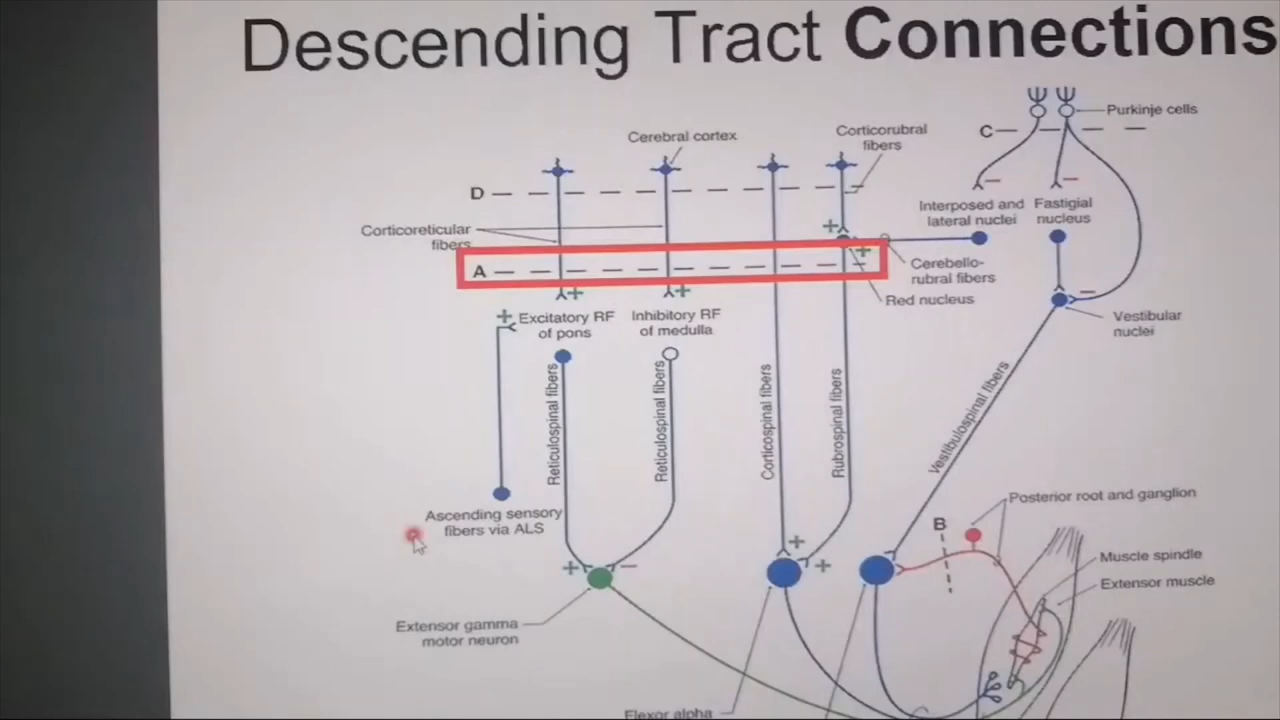 Descending Tract Connections
Purkinje cells
C
Cerebral cortex
Corticorubral
fibers
D
Interposed and
lateral nuclei
Fastigial
nucleus
Corticoreticular
fibers
A
Cerebello-
rubral fibers
Red nucleus
Excitatory RF
of pons
Inhibitory RF
of medulla
Vestibular
nuclei
Reticulospinal fibers
Reticulospinal fibers
Corticospinal fibers
Rubrospinal fibers
Vestibulospinal fibers
Ascending sensory
fibers via ALS
Posterior root and ganglion
B
Muscle spindle
Extensor muscle
Extensor gamma
motor neuron
Flexor alpha